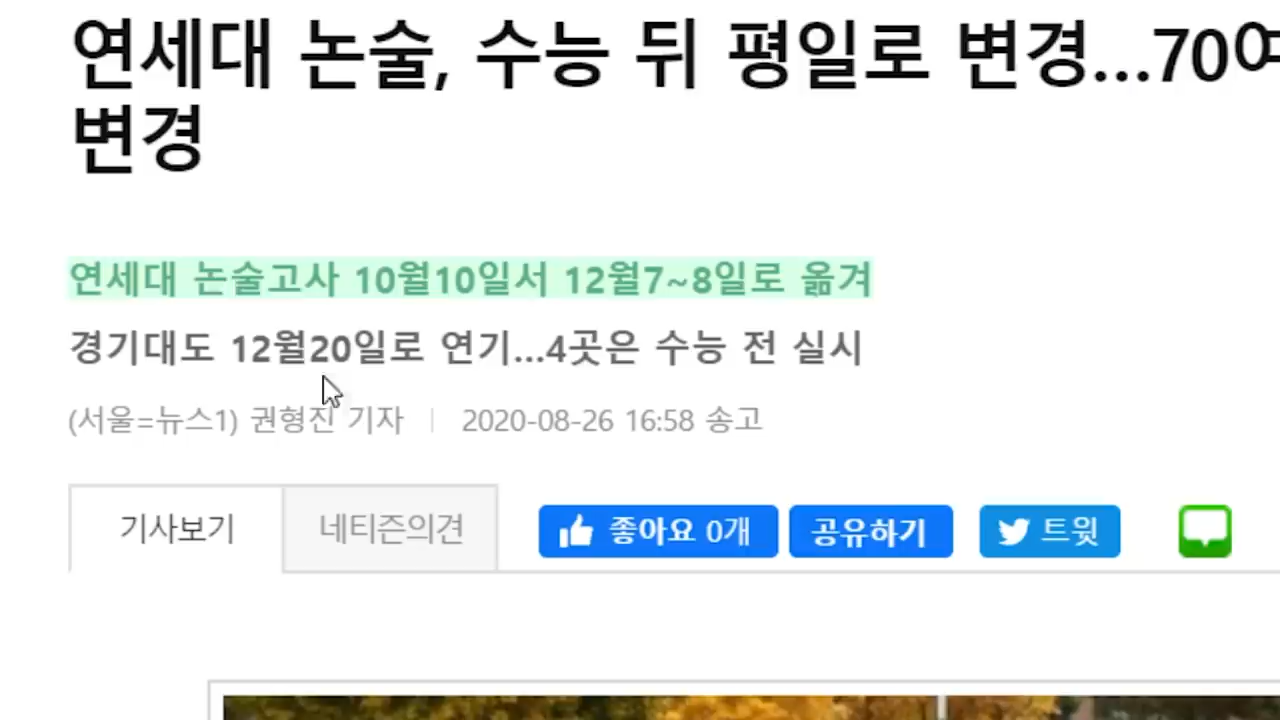 연세대 논술, 수능 뒤 평일로 변경...70여
변경
연세대 논술고사 10월10일서 12월7~8일로 옮겨
경기대도 12월20일로 연기...4곳은 수능 전 실시
(서울=뉴스1) 권형진 기자 | 2020-08-26 16:58 송고
기사보기 네티즌의견 좋아요 0개 공유하기 트윗